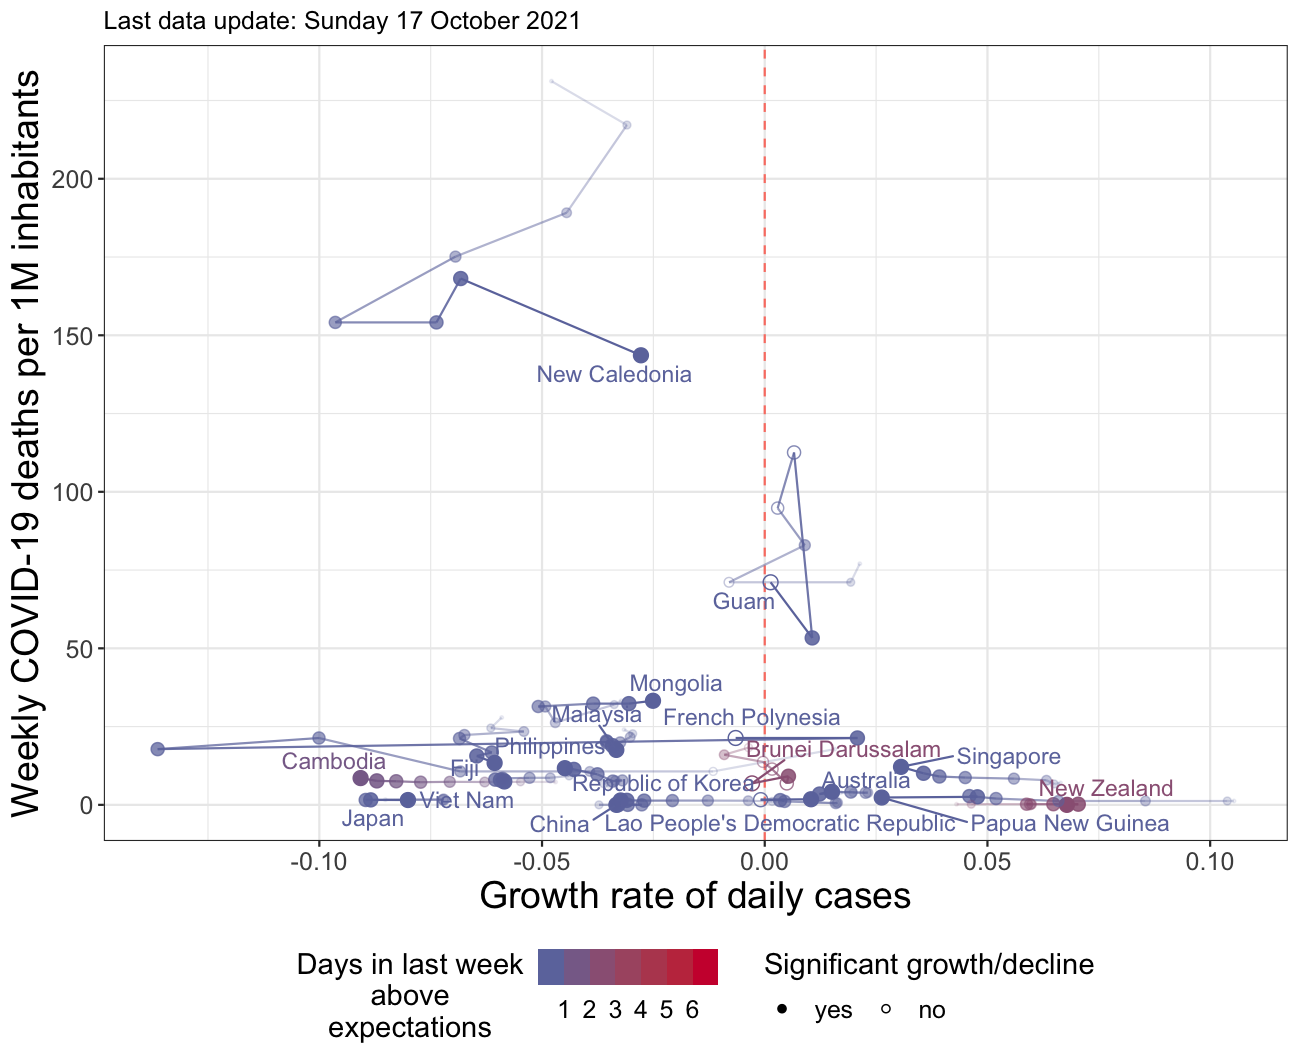 Last data update: Sunday 17 October 2021
Weekly COVID-19 deaths per 1M inhabitants
200
150
100
50
0
New Caledonia
Guam
Mongolia
Malaysia
French Polynesia
Philippines
Brunei Darussalam
Cambodia
Singapore
Fiji
Republic of Korea
Australia
New Zealand
Viet Nam
Japan
China
Lao People's Democratic Republic
Papua New Guinea
-0.10
-0.05
0.00
0.05
0.10
Growth rate of daily cases
Days in last week
above
expectations
1 2 3 4 5 6
Significant growth/decline
yes
no